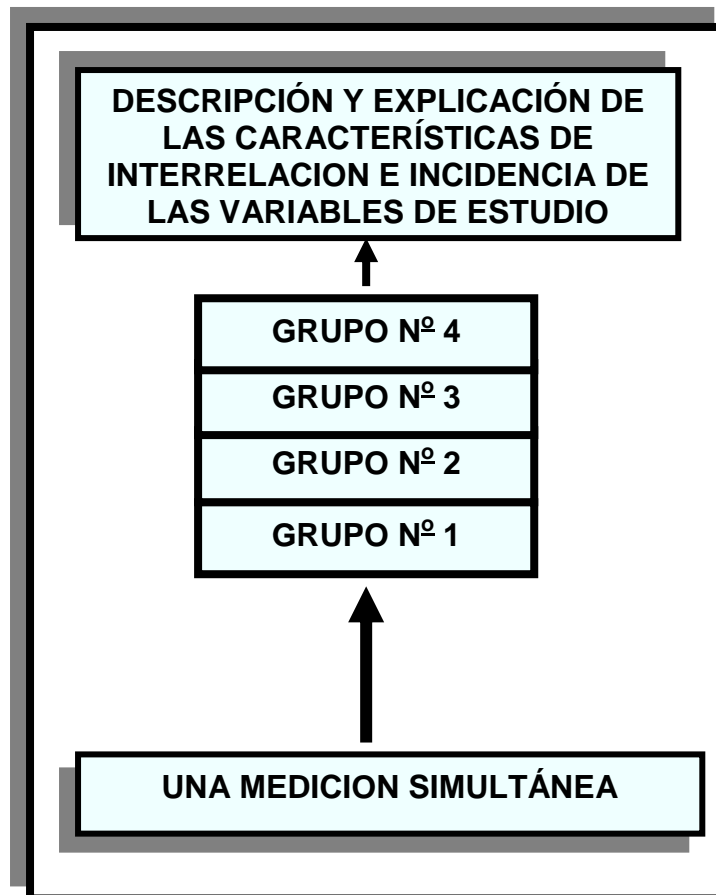 DESCRIPCIÓN Y EXPLICACIÓN DE
LAS CARACTERÍSTICAS DE
INTERRELACION E INCIDENCIA DE
LAS VARIABLES DE ESTUDIO
GRUPO Nº 4
GRUPO Nº 3
GRUPO Nº 2
GRUPO Nº 1
UNA MEDICION SIMULTÁNEA